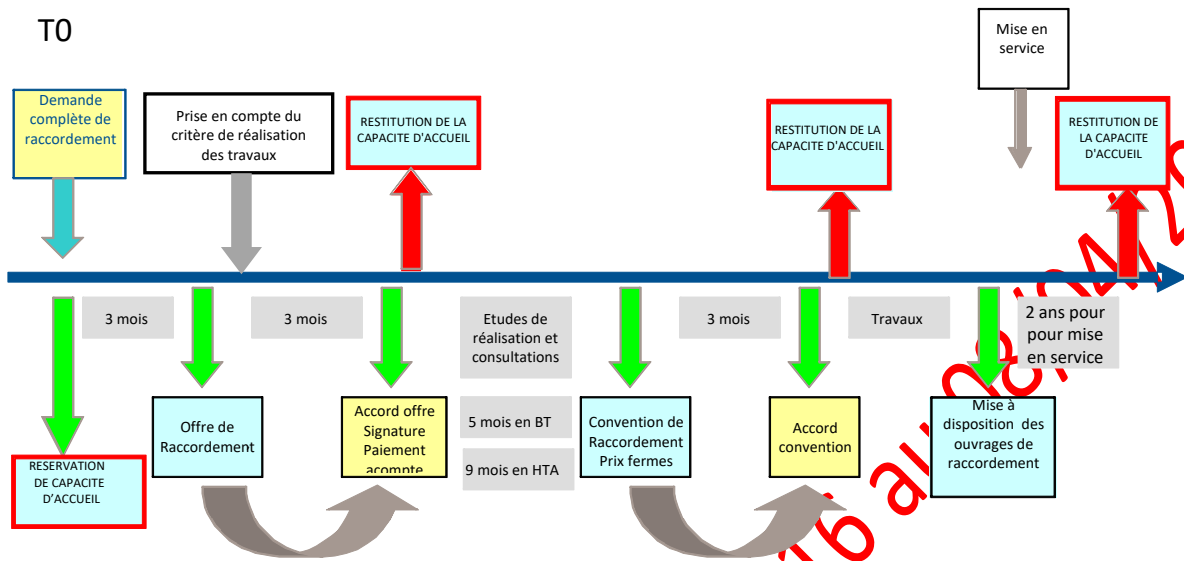 T0
Mise en
service
Demande
complète de
raccordement
Prise en compte du
critère de réalisation
des travaux
RESTITUTION DE LA
CAPACITE D'ACCUEIL
RESTITUTION DE LA
CAPACITE D'ACCUEIL
RESTITUTION DE
LA CAPACITE
D'ACCUEIL
3 mois
3 mois
Etudes de
réalisation et
consultations
3 mois
Travaux
2 ans pour
pour mise
en service
RESERVATION
DE CAPACITE
D'ACCUEIL
Offre de
Raccordement
Accord offre
Signature
Paiement
acompte
5 mois en BT
9 mois en HTA
Convention de
Raccordement
Prix fermes
Accord
convention
Mise à
disposition des
ouvrages de
raccordement